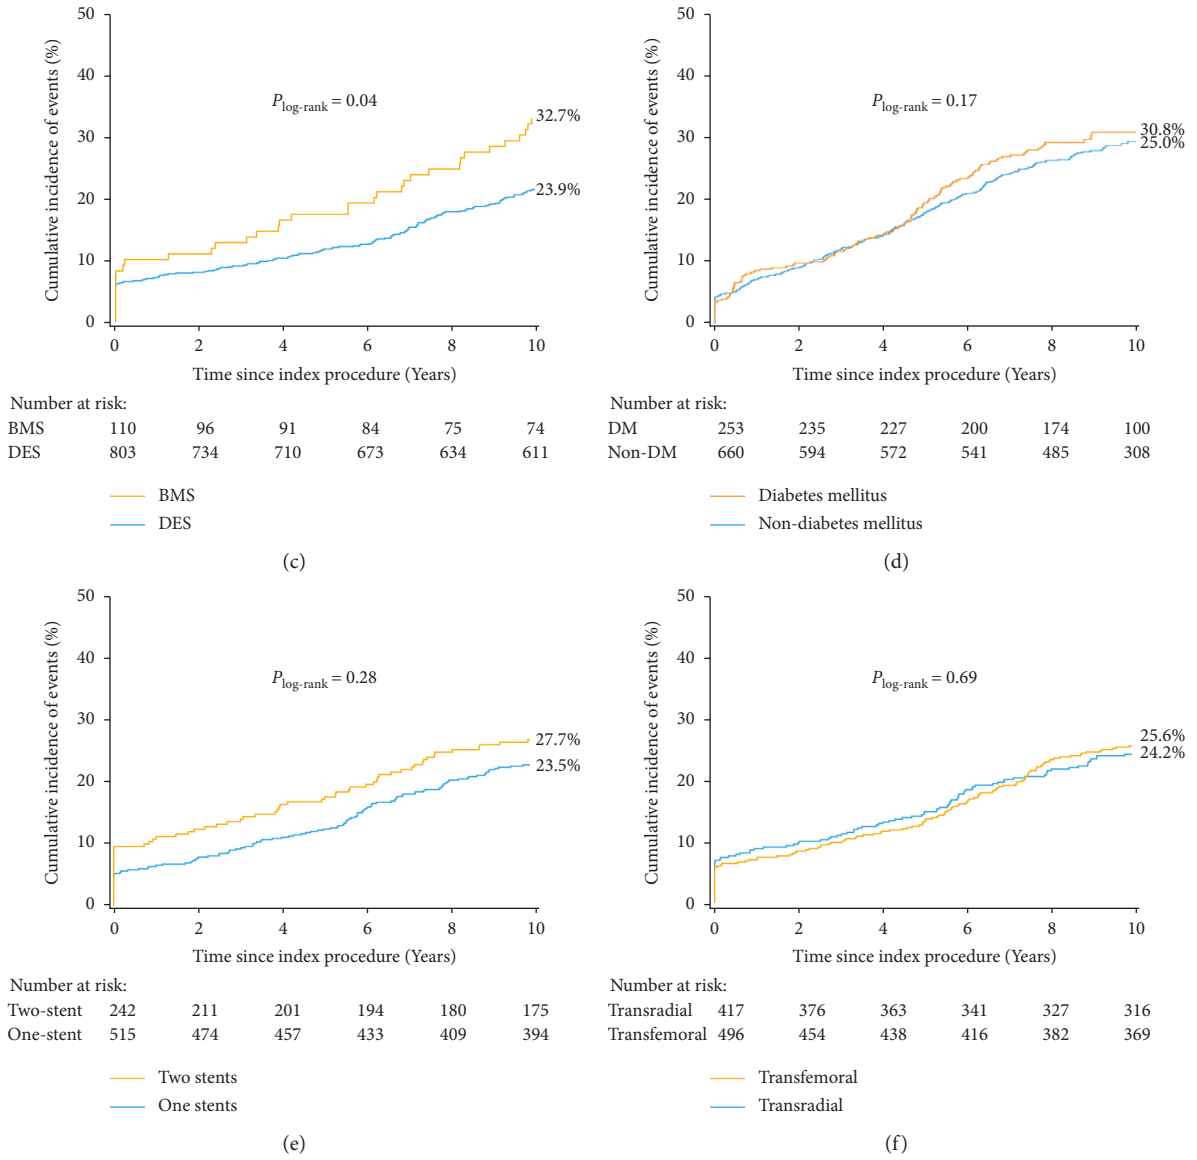 50
40
30
20
10
0
Cumulative incidence of events (%)
P log-rank = 0.04
32.7%
23.9%
0 2 4 6 8 10
Time since index procedure (Years)
Number at risk:
BMS 110 96 91 84 75 74
DES 803 734 710 673 634 611
BMS
DES
(c)
50
40
30
20
10
0
Cumulative incidence of events (%)
P log-rank = 0.17
30.8%
25.0%
0 2 4 6 8 10
Time since index procedure (Years)
Number at risk:
DM 253 235 227 200 174 100
Non-DM 660 594 572 541 485 308
Diabetes mellitus
Non-diabetes mellitus
(d)
50
40
30
20
10
0
Cumulative incidence of events (%)
P log-rank = 0.28
27.7%
23.5%
0 2 4 6 8 10
Time since index procedure (Years)
Number at risk:
Two-stent 242 211 201 194 180 175
One-stent 515 474 457 433 409 394
Two stents
One stents
(e)
50
40
30
20
10
0
Cumulative incidence of events (%)
P log-rank = 0.69
25.6%
24.2%
0 2 4 6 8 10
Time since index procedure (Years)
Number at risk:
Transradial 417 376 363 341 327 316
Transfemoral 496 454 438 416 382 369
Transfemoral
Transradial
(f)